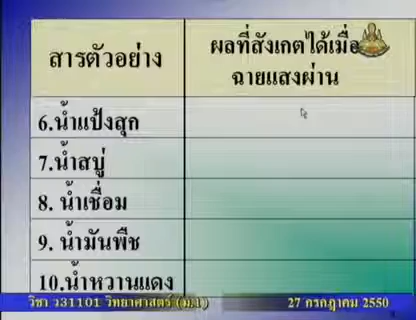 สารตัวอย่าง
ผลที่สังเกตได้เมื่อ
ฉายแสงผ่าน
6.น้ำแป้งสุก
7.น้ำสบู่
8. น้ำเชื่อม
9. น้ำมันพืช
10.น้ำหวานแดง
วิชา ว31101 วิทยาศาสตร์ (ม.1)
27 กรกฎาคม 2550